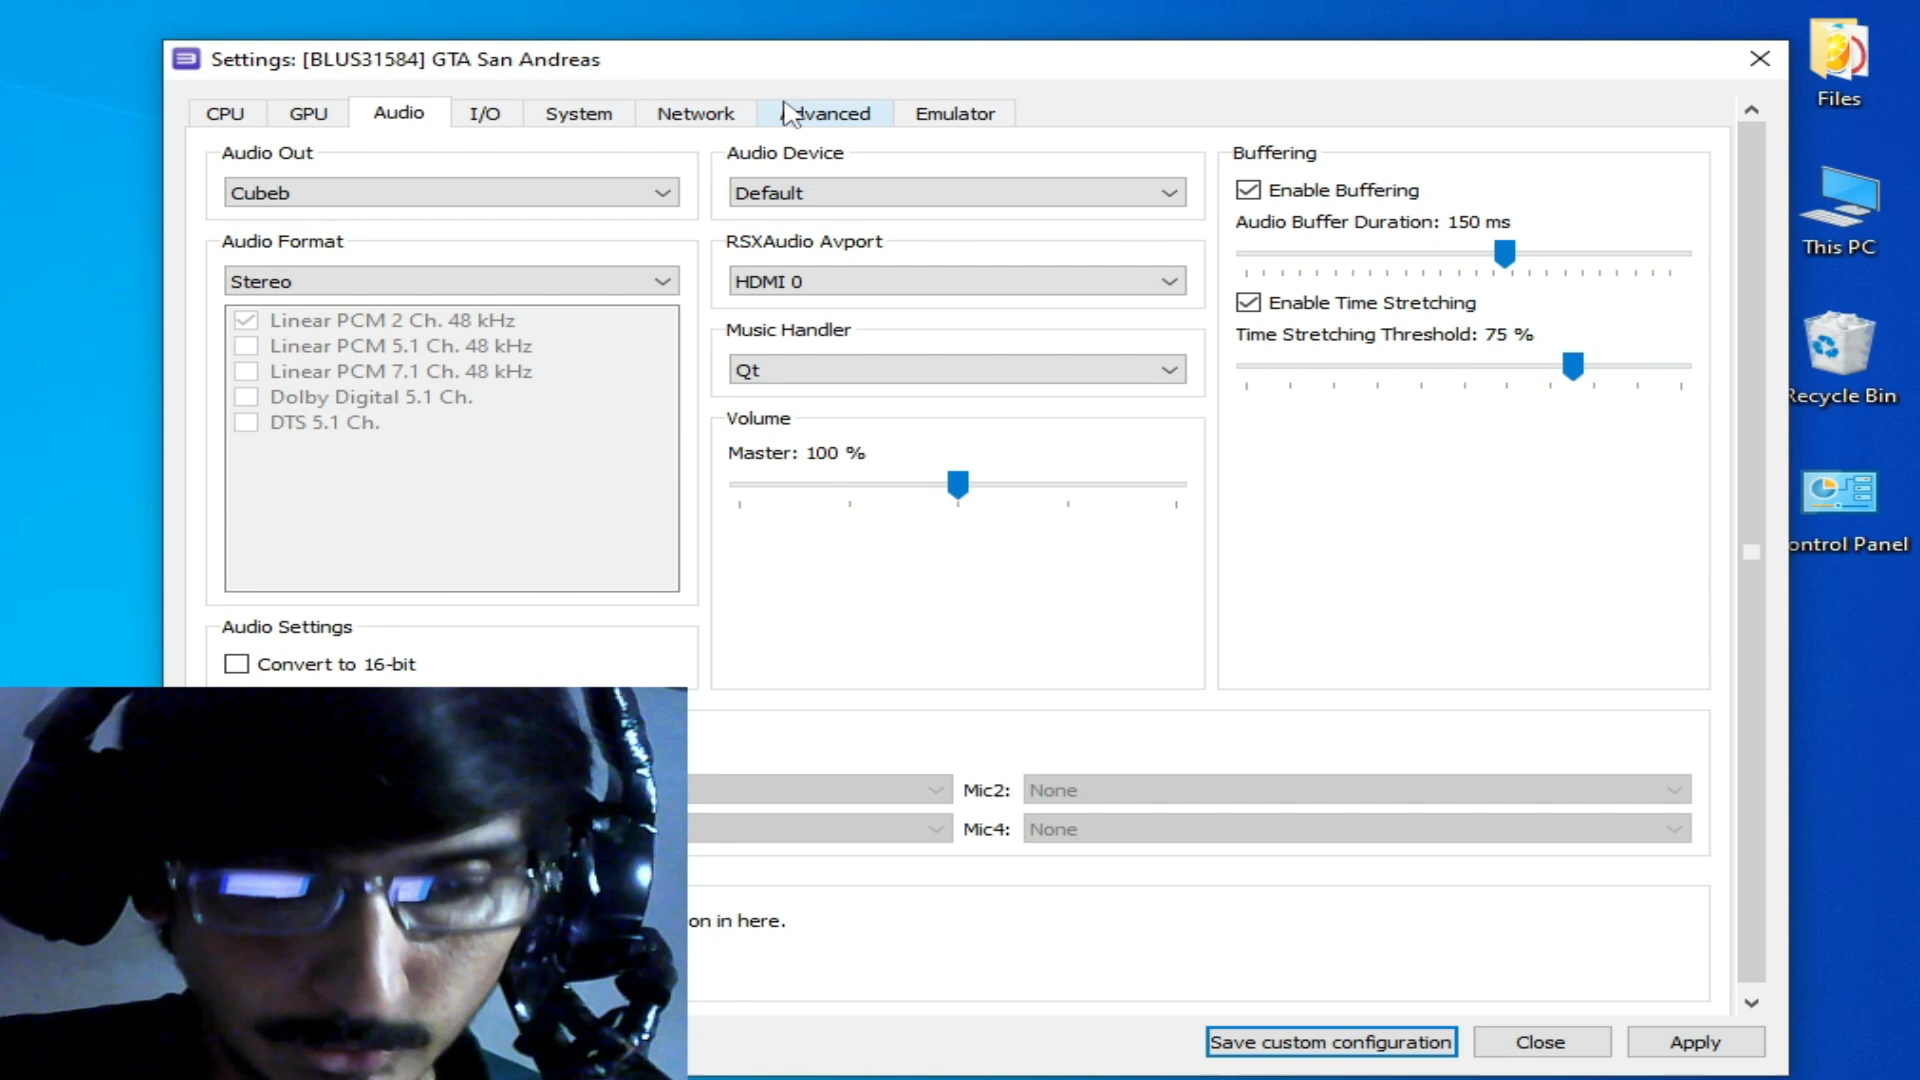 Settings: [BLUS31584] GTA San Andreas
CPU GPU Audio I/O System Network Advanced Emulator
Audio Out
Cubeb
Audio Format
Stereo
Linear PCM 2 Ch. 48 kHz
Linear PCM 5.1 Ch. 48 kHz
Linear PCM 7.1 Ch. 48 kHz
Dolby Digital 5.1 Ch.
DTS 5.1 Ch.
Audio Settings
Convert to 16-bit
Audio Device
Default
RSXAudio Avport
HDMI 0
Music Handler
Qt
Volume
Master: 100 %
Buffering
Enable Buffering
Audio Buffer Duration: 150 ms
Enable Time Stretching
Time Stretching Threshold: 75 %
Mic2: None
Mic4: None
on in here.
Save custom configuration Close Apply
Files
This PC
Recycle Bin
ontrol Panel